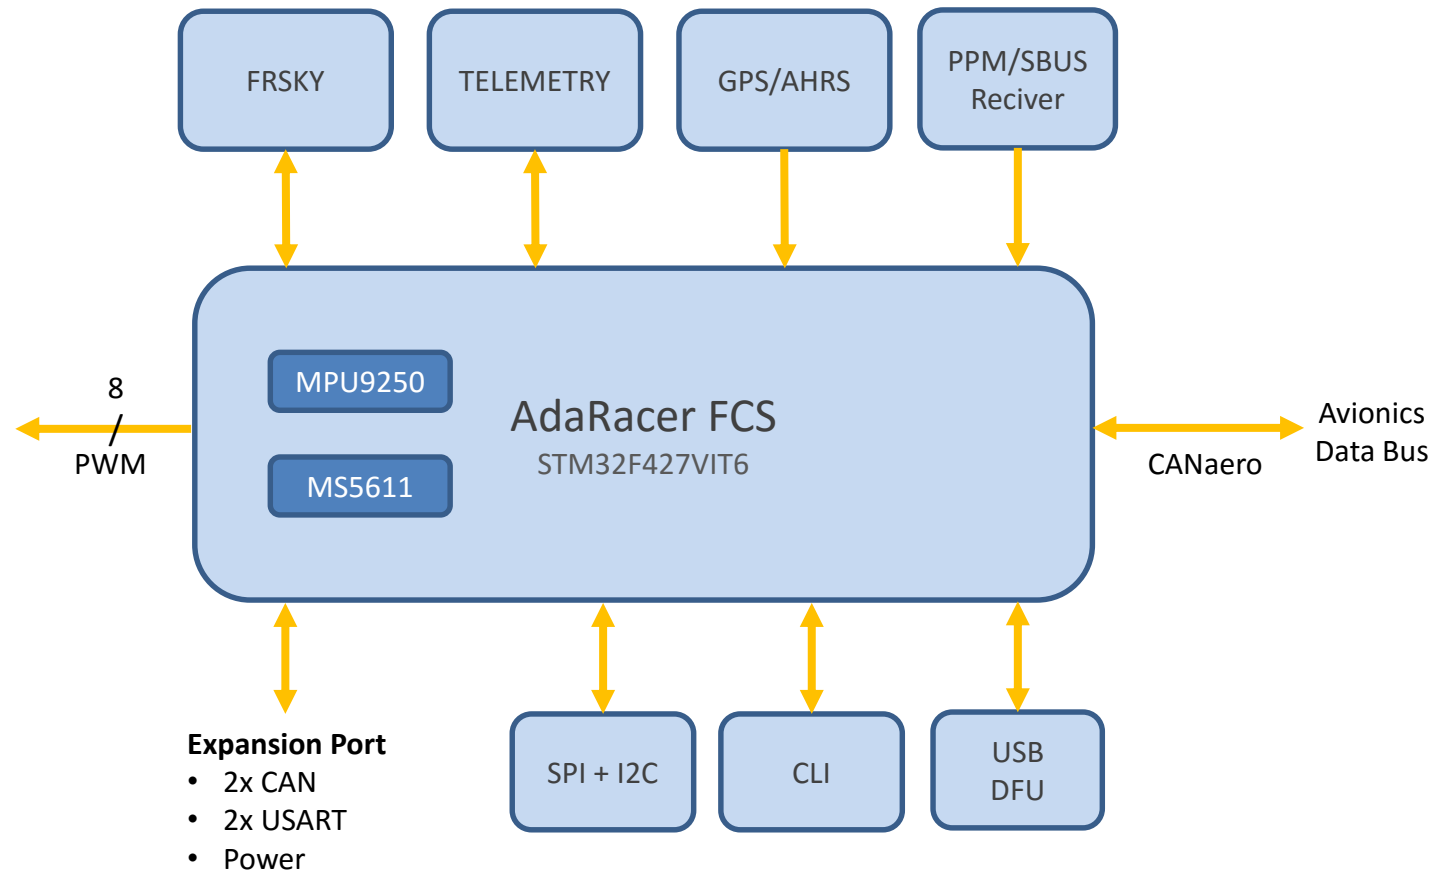 FRSKY
TELEMETRY
GPS/AHRS
PPM/SBUS
Reciver
MPU9250
MS5611
AdaRacer FCS
STM32F427VIT6
8
PWM
CANaero
Avionics
Data Bus
Expansion Port
• 2x CAN
• 2x USART
• Power
SPI + I2C
CLI
USB
DFU